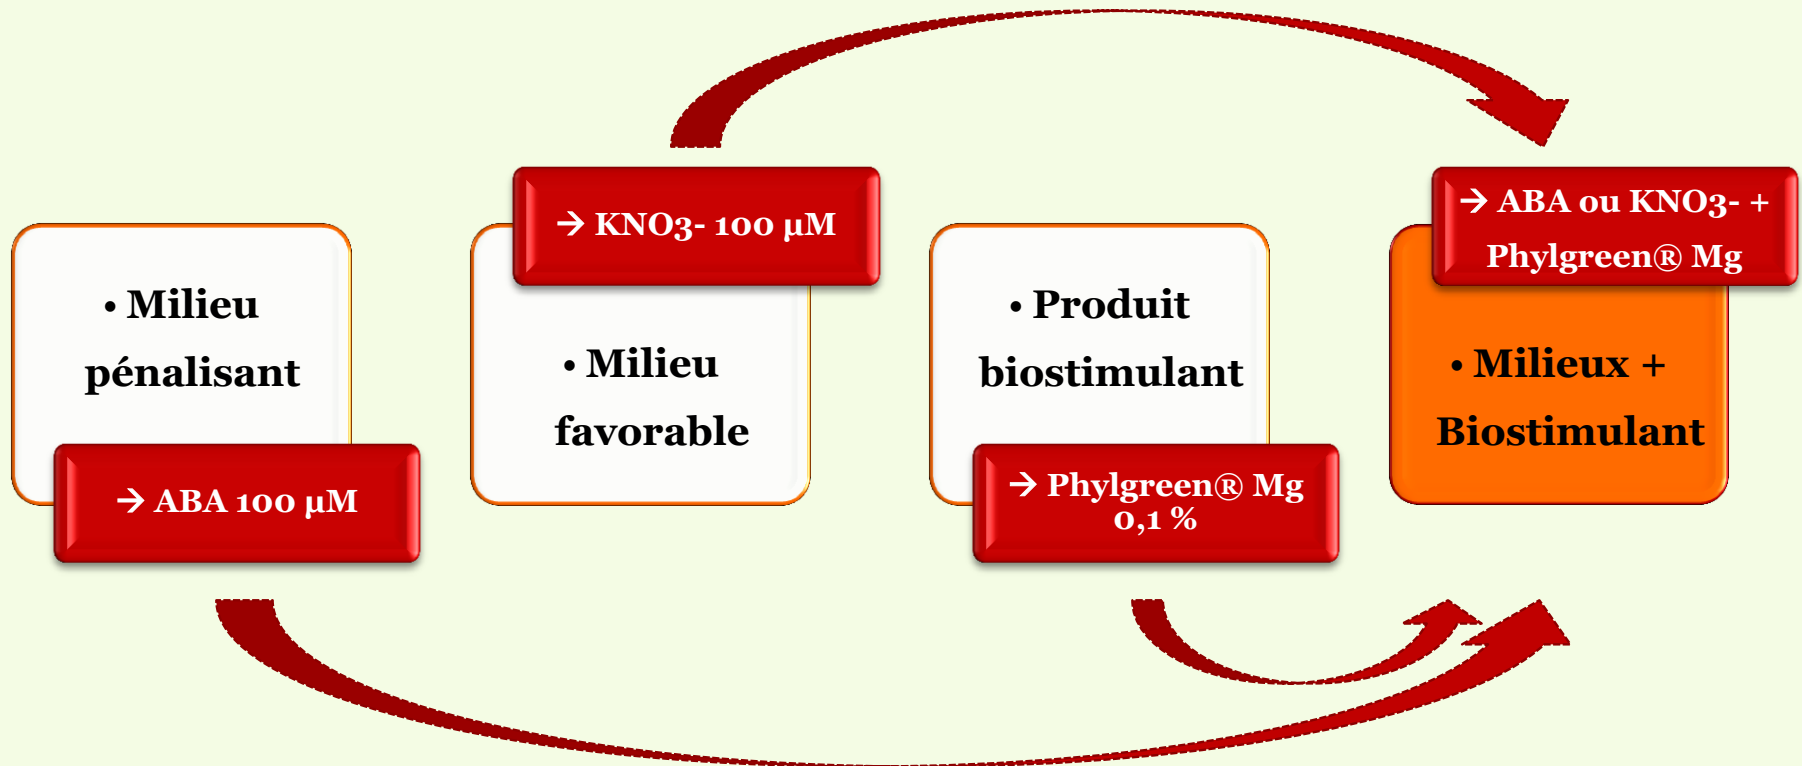 • Milieu
pénalisant
→ ABA 100 µM
→ KNO3- 100 µM
• Milieu
favorable
• Produit
biostimulant
→ Phylgreen® Mg
0,1 %
→ ABA ou KNO3- +
Phylgreen® Mg
• Milieux +
Biostimulant